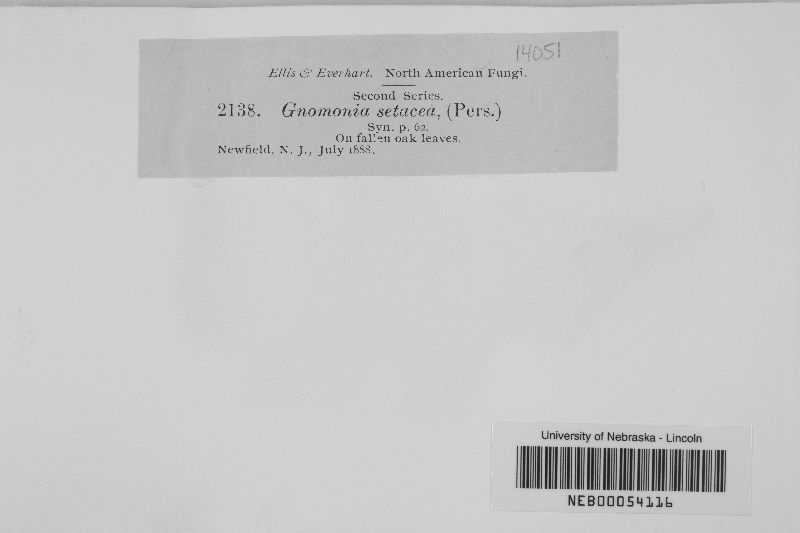 14051
Ellis & Everhart. North American Fungi.
Second Series.
2138. Gnomonia setacea, (Pers.)
Syn. p. 62.
On fallen oak leaves.
Newfield, N. J., July 1888.
University of Nebraska - Lincoln
NEB00054116